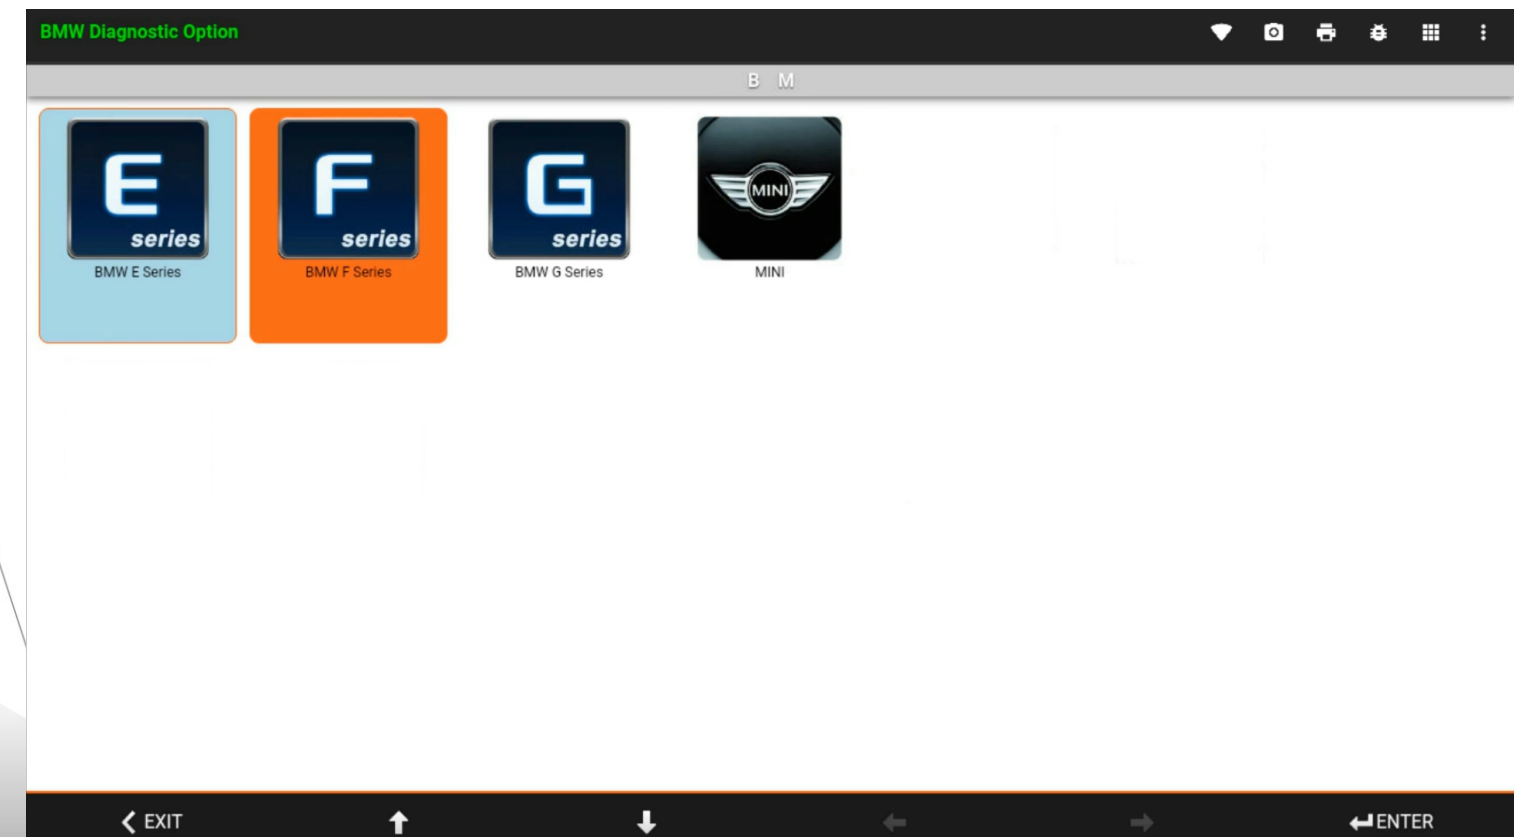 BMW Diagnostic Option
B M
E series
F series
G series
MINI
BMW E Series
BMW F Series
BMW G Series
MINI
EXIT
ENTER